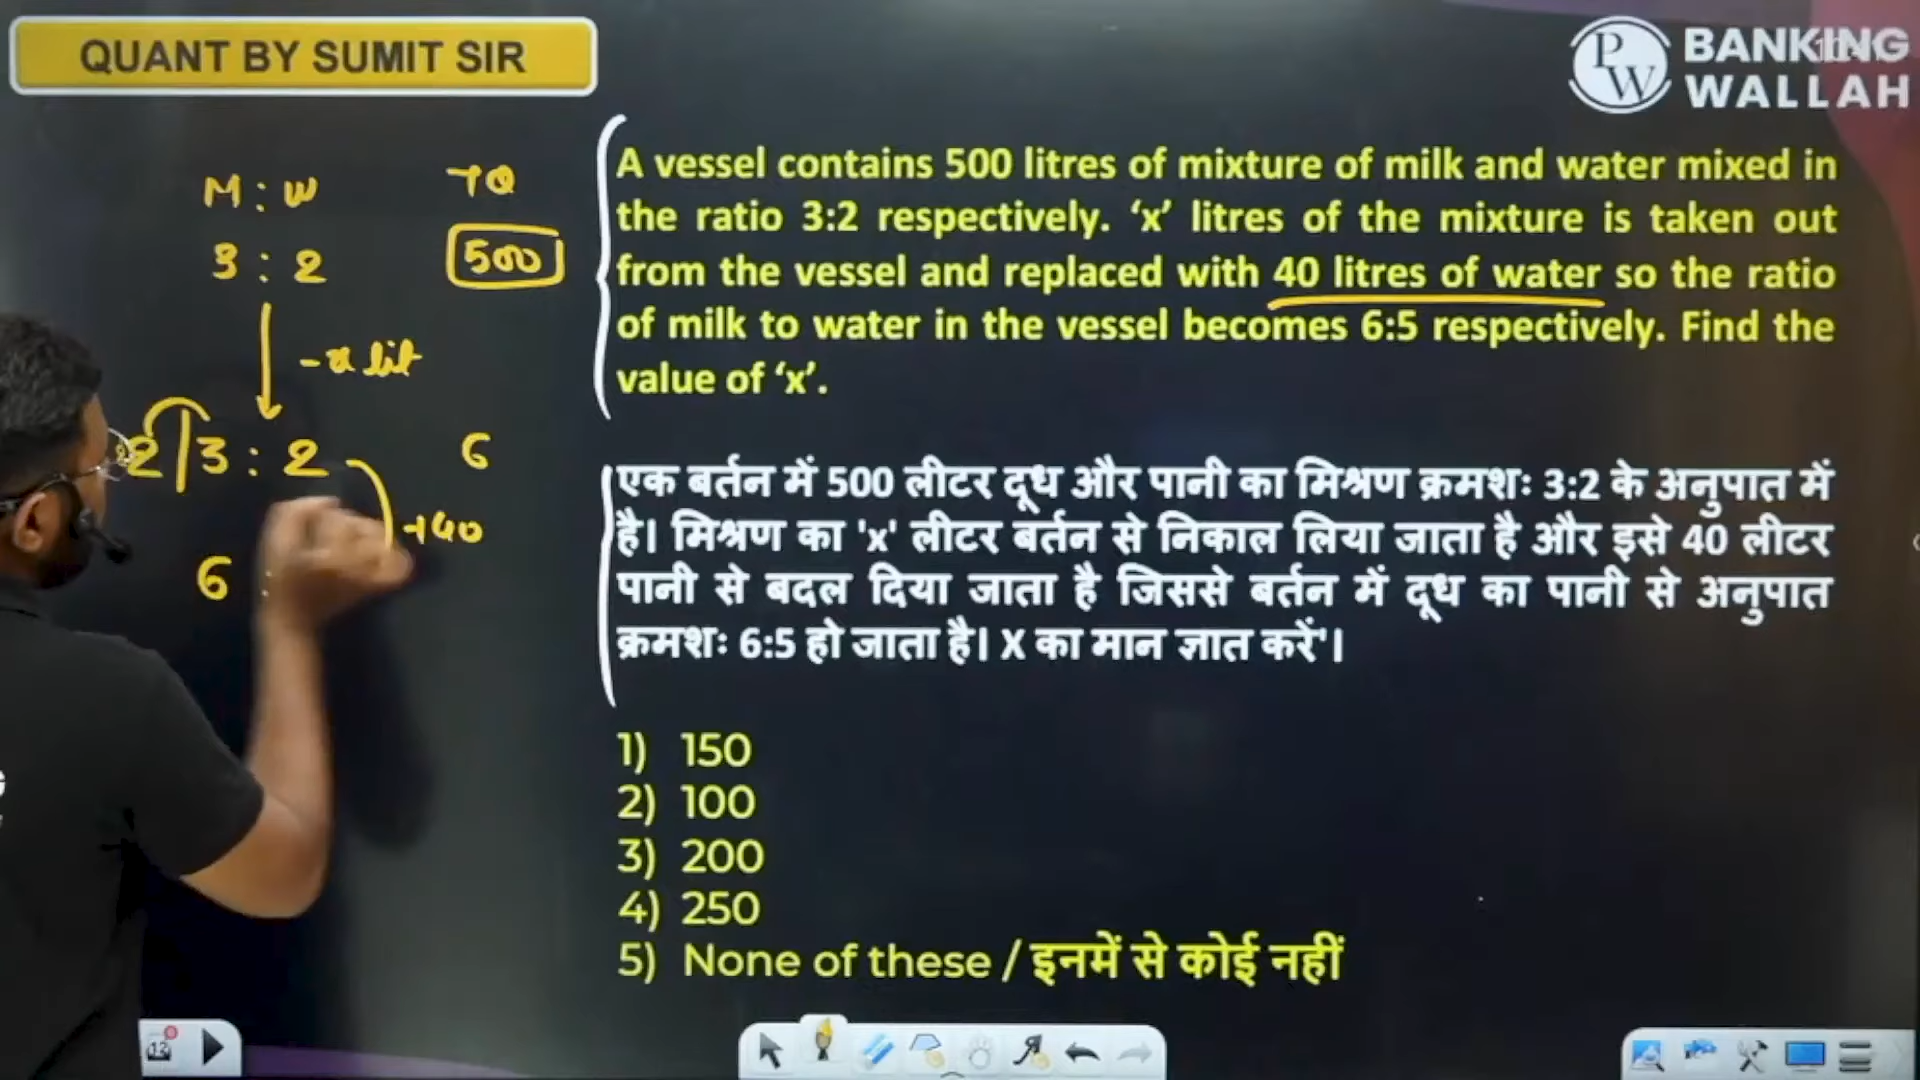 QUANT BY SUMIT SIR
PW BANKING
WALLAH
M : W TQ
3 : 2 500
- x lit
2 | 3 : 2 6
+40
6 :
A vessel contains 500 litres of mixture of milk and water mixed in
the ratio 3:2 respectively. ‘x’ litres of the mixture is taken out
from the vessel and replaced with 40 litres of water so the ratio
of milk to water in the vessel becomes 6:5 respectively. Find the
value of ‘x’.
एक बर्तन में 500 लीटर दूध और पानी का मिश्रण क्रमशः 3:2 के अनुपात में
है। मिश्रण का 'x' लीटर बर्तन से निकाल लिया जाता है और इसे 40 लीटर
पानी से बदल दिया जाता है जिससे बर्तन में दूध का पानी से अनुपात
क्रमशः 6:5 हो जाता है। X का मान ज्ञात करें'।
1) 150
2) 100
3) 200
4) 250
5) None of these / इनमें से कोई नहीं
12